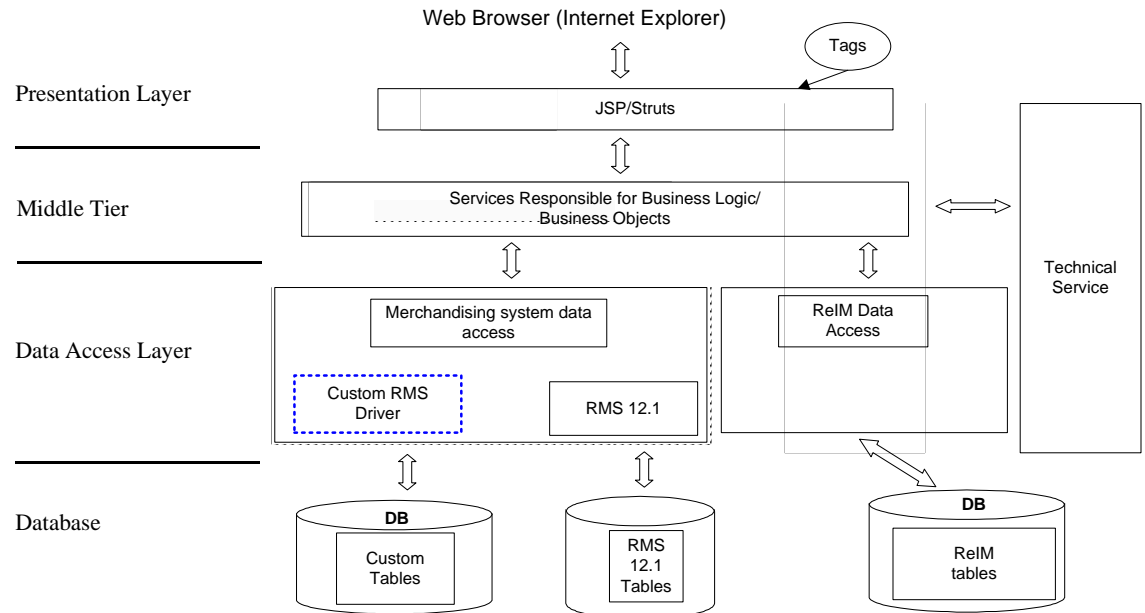 Web Browser (Internet Explorer)
Tags
Presentation Layer
JSP/Struts
Middle Tier
Services Responsible for Business Logic/
Business Objects
Technical
Service
Data Access Layer
Merchandising system data
access
ReIM Data
Access
Custom RMS
Driver
RMS 12.1
Database
DB
Custom
Tables
RMS
12.1
Tables
DB
ReIM
tables